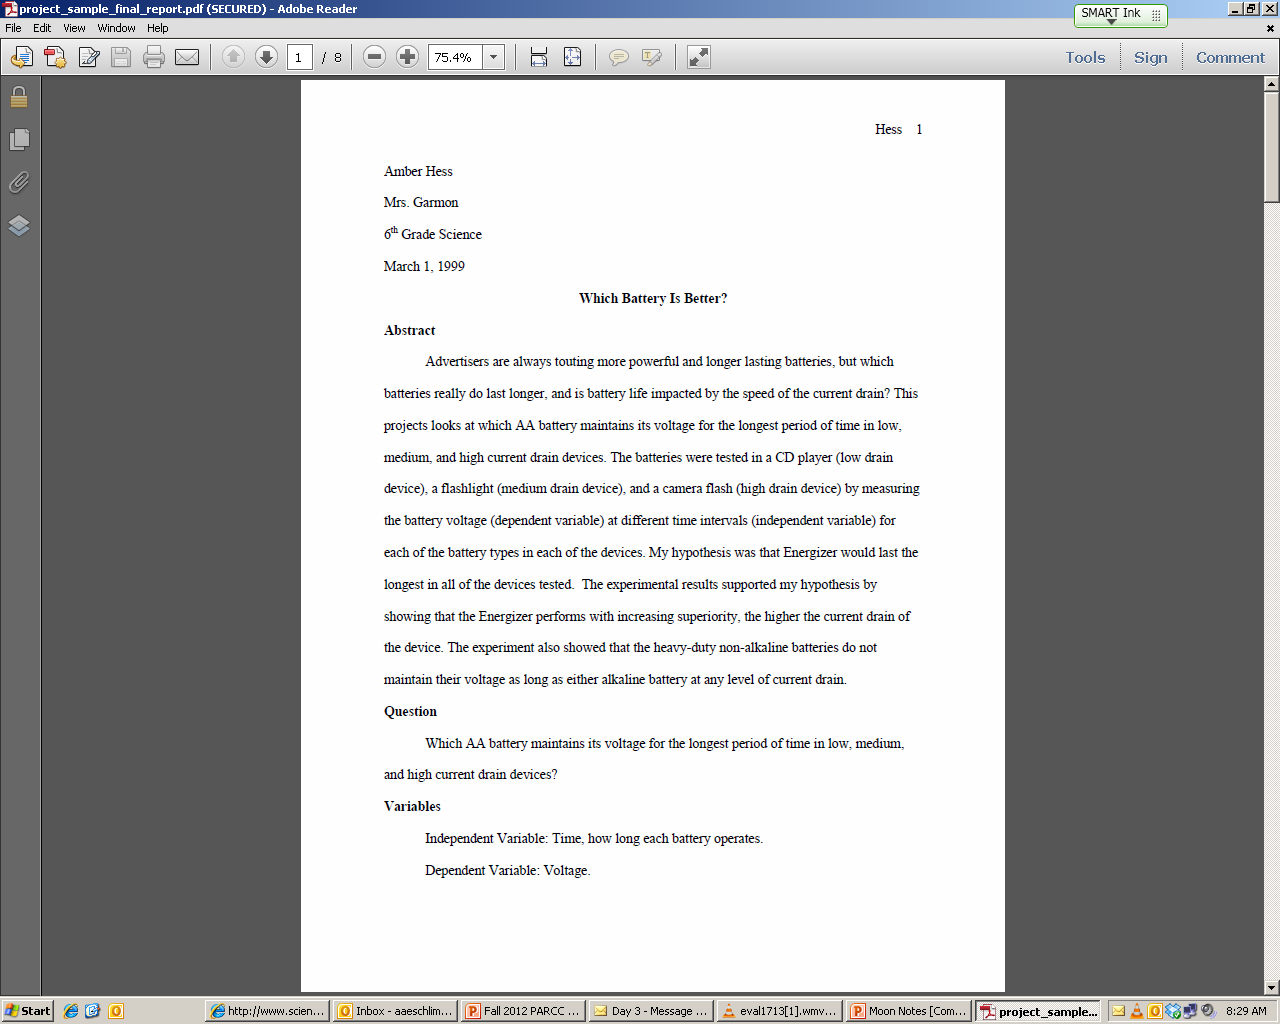 project_sample_final_report.pdf (SECURED) - Adobe Reader
SMART Ink
File Edit View Window Help
1 / 8 75.4% Tools Sign Comment
Hess 1
Amber Hess
Mrs. Garmon
6th Grade Science
March 1, 1999
Which Battery Is Better?
Abstract
Advertisers are always touting more powerful and longer lasting batteries, but which
batteries really do last longer, and is battery life impacted by the speed of the current drain? This
projects looks at which AA battery maintains its voltage for the longest period of time in low,
medium, and high current drain devices. The batteries were tested in a CD player (low drain
device), a flashlight (medium drain device), and a camera flash (high drain device) by measuring
the battery voltage (dependent variable) at different time intervals (independent variable) for
each of the battery types in each of the devices. My hypothesis was that Energizer would last the
longest in all of the devices tested.  The experimental results supported my hypothesis by
showing that the Energizer performs with increasing superiority, the higher the current drain of
the device. The experiment also showed that the heavy-duty non-alkaline batteries do not
maintain their voltage as long as either alkaline battery at any level of current drain.
Question
Which AA battery maintains its voltage for the longest period of time in low, medium,
and high current drain devices?
Variables
Independent Variable: Time, how long each battery operates.
Dependent Variable: Voltage.
Start http://www.scien... Inbox - aaeschlim... Fall 2012 PARCC ... Day 3 - Message ... eval1713[1].wmv... Moon Notes [Com... project_sample... 8:29 AM